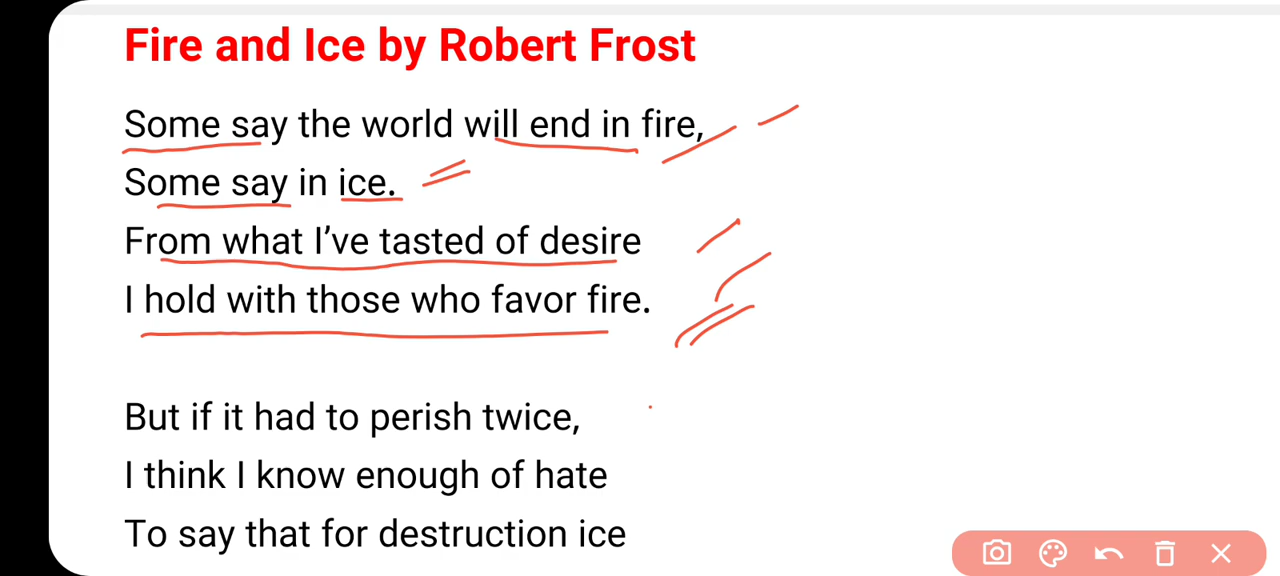 Fire and Ice by Robert Frost
Some say the world will end in fire,
Some say in ice.
From what I’ve tasted of desire
I hold with those who favor fire.
But if it had to perish twice,
I think I know enough of hate
To say that for destruction ice